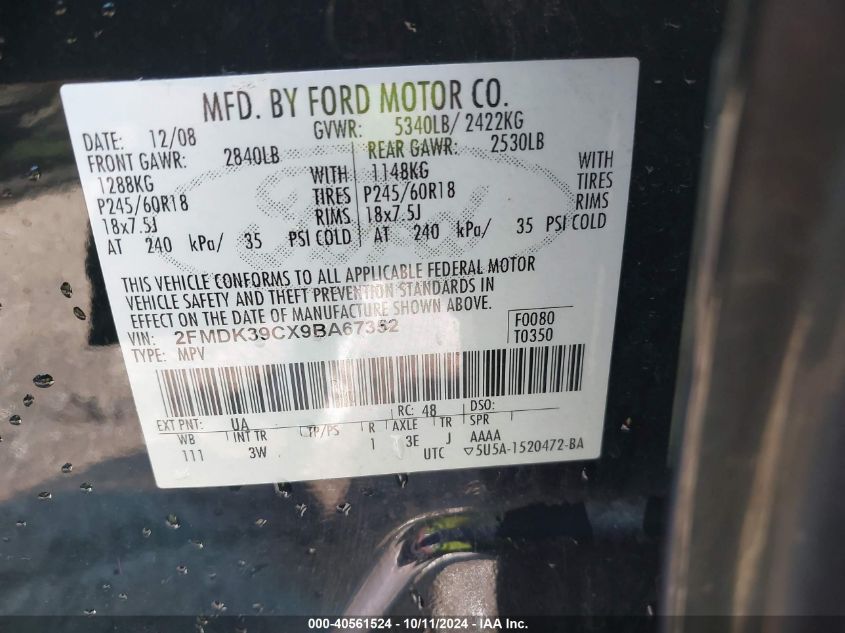 MFD. BY FORD MOTOR CO.
DATE: 12/08 GVWR: 5340LB/ 2422KG
FRONT GAWR: 2840LB REAR GAWR: 2530LB
1288KG WITH 1148KG WITH
P245/60R18 TIRES P245/60R18 TIRES
18x7.5J RIMS 18x7.5J RIMS
AT 240 kPa/ 35 PSI COLD AT 240 kPa/ 35 PSI COLD
THIS VEHICLE CONFORMS TO ALL APPLICABLE FEDERAL MOTOR
VEHICLE SAFETY AND THEFT PREVENTION STANDARDS IN
EFFECT ON THE DATE OF MANUFACTURE SHOWN ABOVE.
VIN: 2FMDK39CX9BA67352 F0080
TYPE: MPV T0350
EXT PNT: UA RC: 48 DSO:
WB INT TR TP/PS R AXLE TR SPR
111 3W 1 3E J AAAA
UTC ▽5U5A-1520472-BA
000-40561524 - 10/11/2024 - IAA Inc.